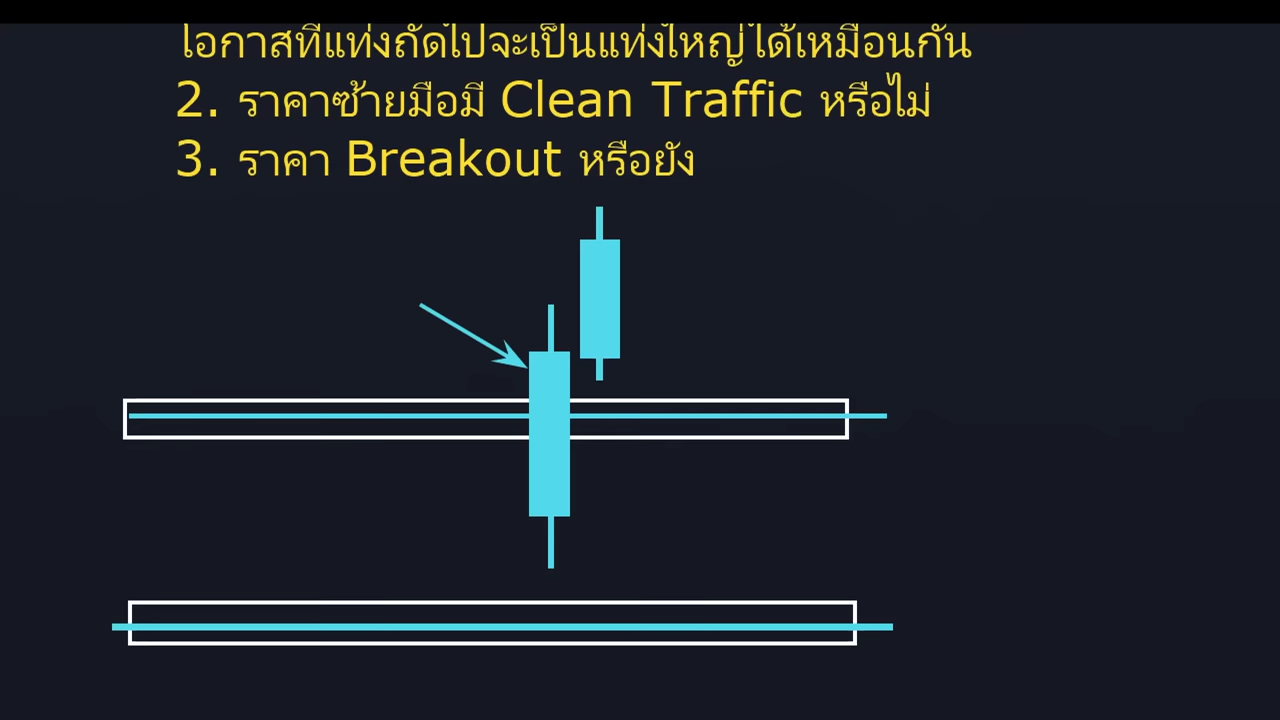 โอกาสที่แท่งถัดไปจะเป็นแท่งใหญ่ได้เหมือนกัน
2. ราคาซ้ายมือมี Clean Traffic หรือไม่
3. ราคา Breakout หรือยัง